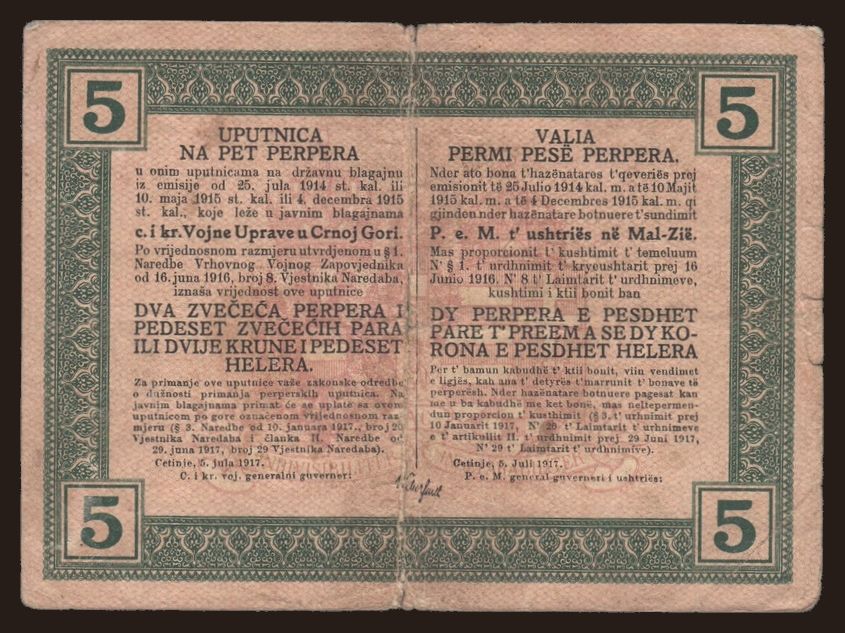 5
5
UPUTNICA
NA PET PERPERA
u onim uputnicama na državnu blagajnu
iz emisije od 25. jula 1914 st. kal. ili
10. maja 1915 st. kal. ili 4. decembra 1915
st. kal., koje leže u javnim blagajnama
c. i kr. Vojne Uprave u Crnoj Gori.
Po vrijednosnom razmjeru utvrdjenom u § 1.
Naredbe Vrhovnog Vojnog Zapovjednika
od 16. juna 1916, broj 8. Vjestnika Naredaba,
iznaša vrijednost ove uputnice
DVA ZVEČEĆA PERPERA I
PEDESET ZVEČEĆIH PARA
ILI DVIJE KRUNE I PEDESET
HELERA.
Za primanje ove uputnice važe zakonske odredbe
o dužnosti primanja perperskih uputnica. Na
javnim blagajnama primat će se uplate sa ovom
uputnicom po gore označenom vrijednosnom raz-
mjeru (§ 3. Naredbe od 10. januara 1917., broj 29
Vjestnika Naredaba i članka II. Naredbe od
29. juna 1917, broj 29 Vjestnika Naredaba).
Cetinje, 5. jula 1917.
C. i kr. voj. generalni guverner:
VALIA
PERMI PESË PERPERA.
Nder ato bona t'hazënatares t'qeveriës prej
emisionit të 25 Julio 1914 kal. m. a të 10 Majit
1915 kal. m. a të 4 Decembres 1915 kal. m. qi
gjinden nder hazënatare botnuere t'sundimit
P. e. M. t' ushtriës në Mal-Zië.
Mas proporcionit t' kushtimit t' temeluum
N' § 1. t' urdhnimit t' kryeushtarit prej 16
Junio 1916. N' 8 t' Laimtarit t' urdhnimeve,
kushtimi i ktii bonit ban
DY PERPERA E PESDHET
PARE T' PREEM A SE DY KO-
RONA E PESDHET HELERA
Per t' bamun kabudhë t' ktii bonit, viin vendimet
e ligjës, kah ana t' detyrës t'marrunit t' bonave të
perperësh. Nder hazënatare botnuere pagesat kan
me u ba kabudhë me ket bonë, mas neltepermen-
dun proporcion t' kusthimit (§ 3, t' urhnimit prej
10 Januarit 1917, N' 29 t' Laimtarit t' urhnimeve
e t' artikullit II. t' urdhnimit prej 29 Juni 1917,
N' 29 t' Laimtarit t' urdhnimive).
Cetinje, 5. Juli 1917.
P. e M. general guverneri i ushtriës:
5
5